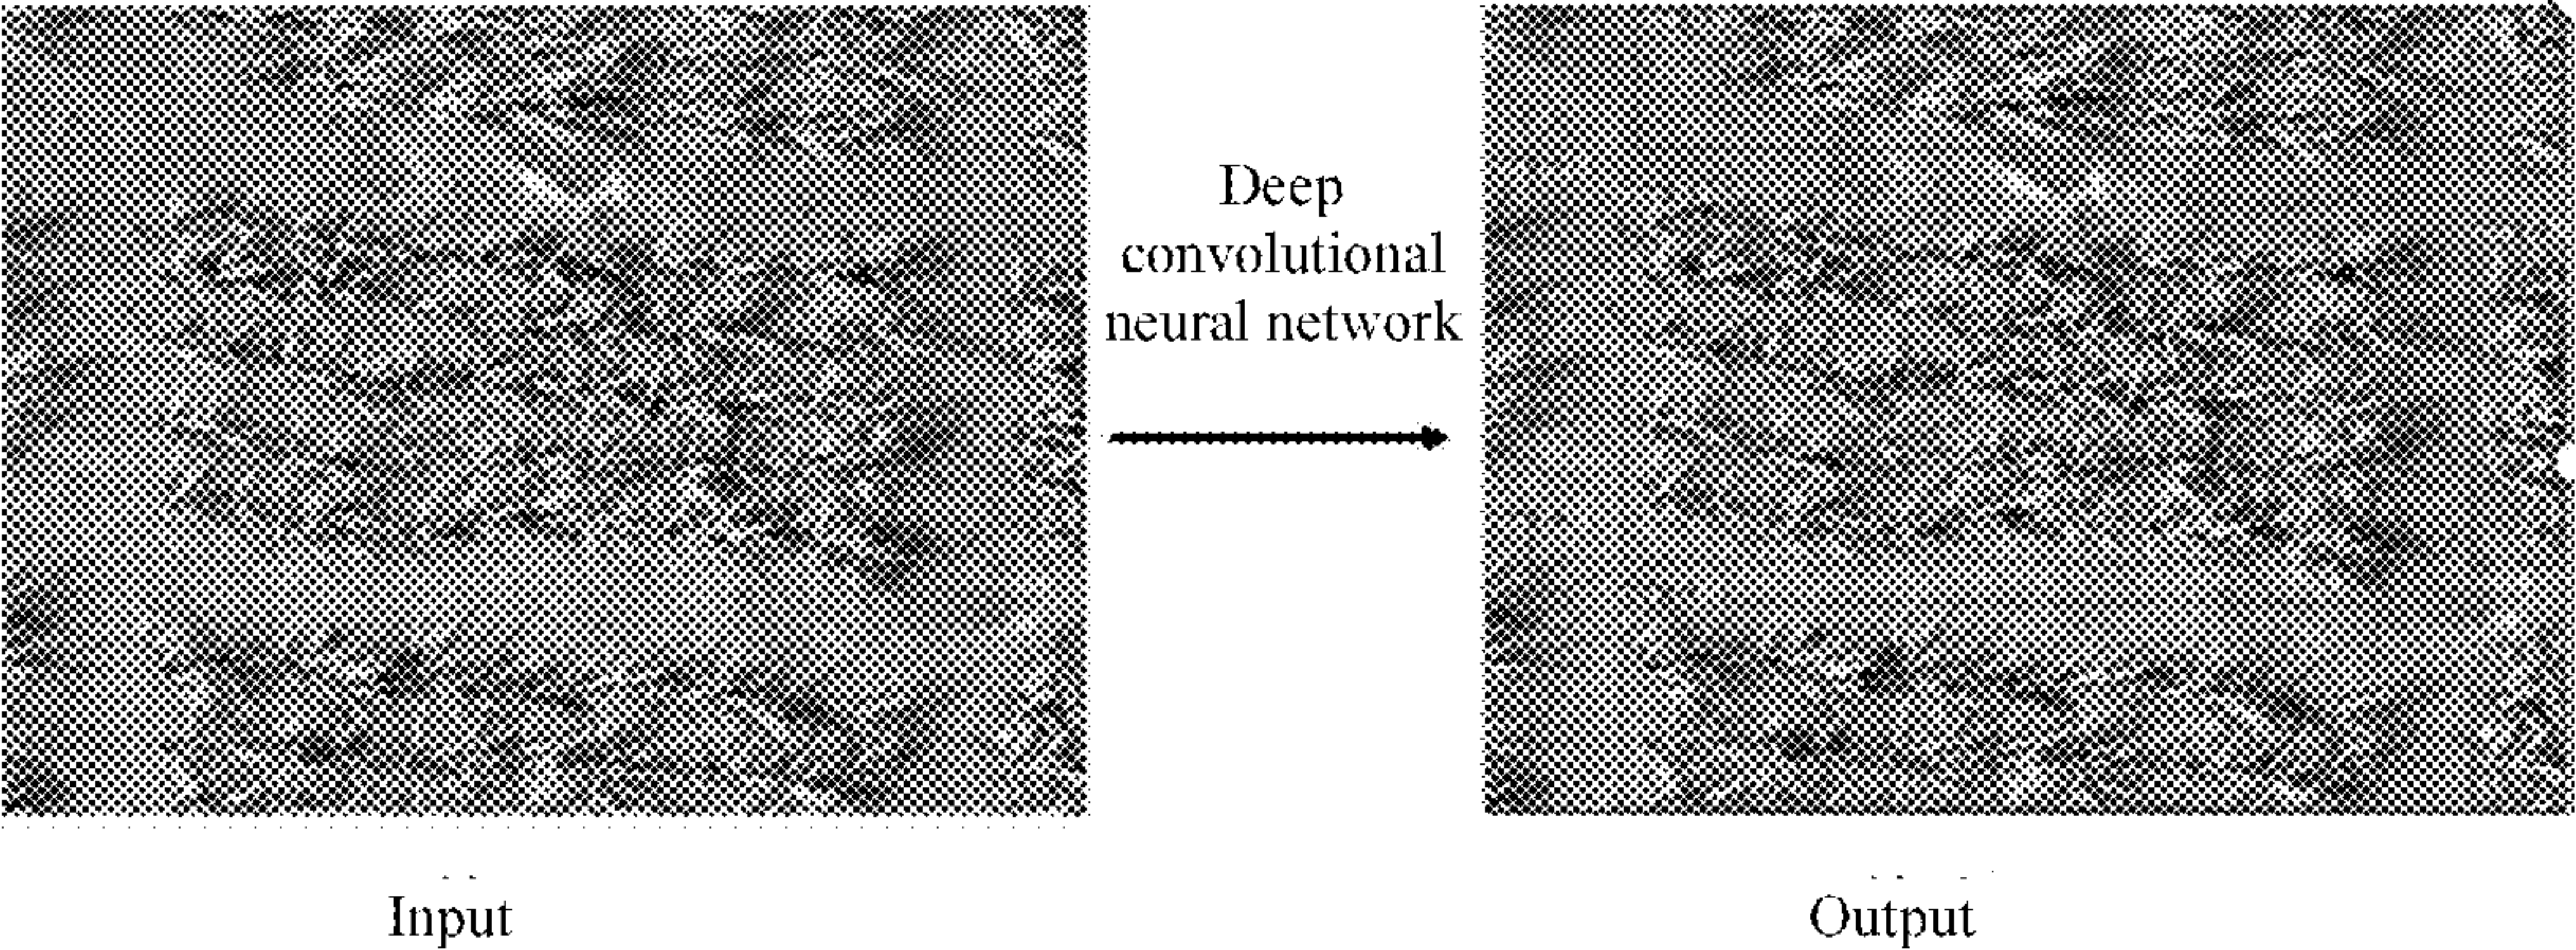 Deep
convolutional
neural network
Input
Output